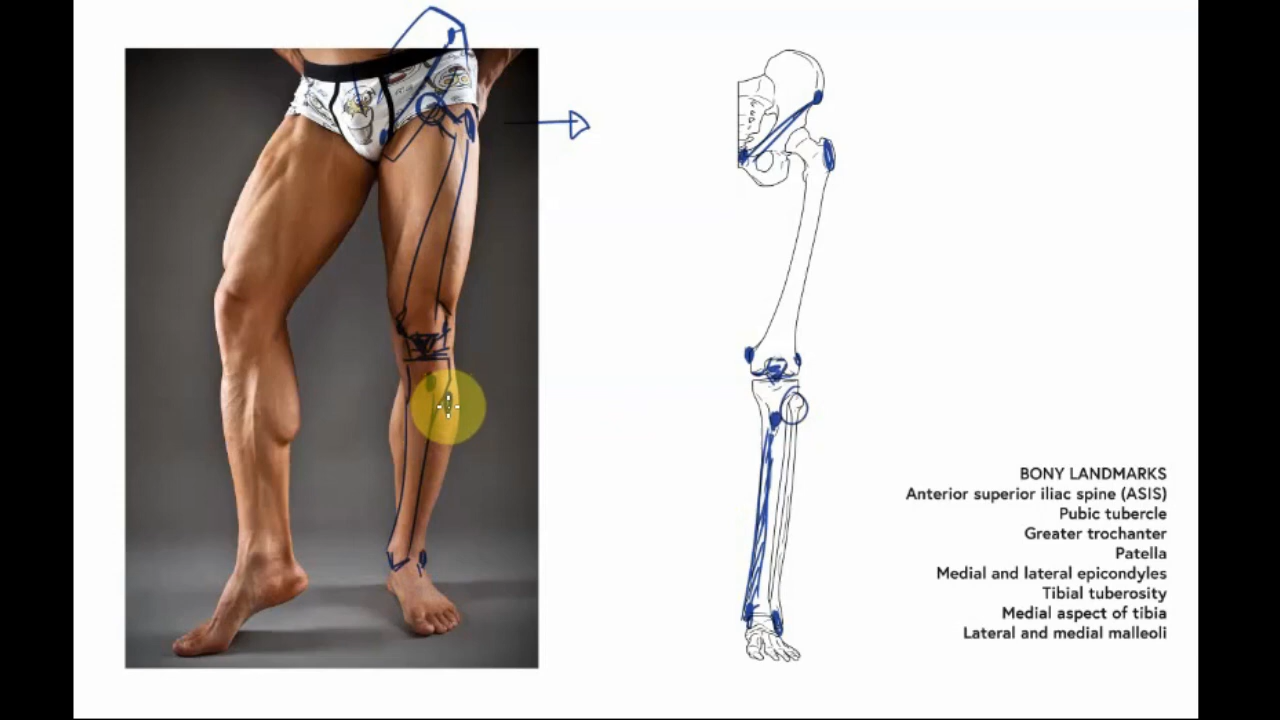 BONY LANDMARKS
Anterior superior iliac spine (ASIS)
Pubic tubercle
Greater trochanter
Patella
Medial and lateral epicondyles
Tibial tuberosity
Medial aspect of tibia
Lateral and medial malleoli